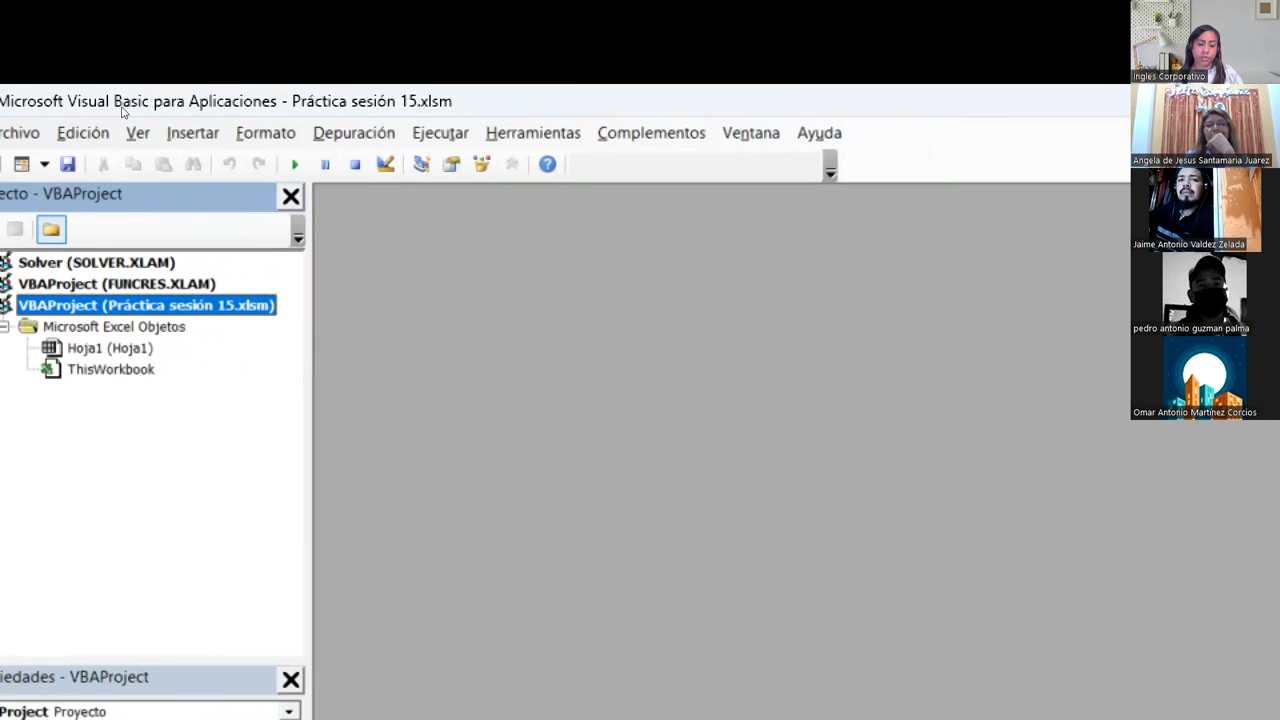 Microsoft Visual Basic para Aplicaciones - Práctica sesión 15.xlsm
rchivo Edición Ver Insertar Formato Depuración Ejecutar Herramientas Complementos Ventana Ayuda
ecto - VBAProject
Solver (SOLVER.XLAM)
VBAProject (FUNCRES.XLAM)
VBAProject (Práctica sesión 15.xlsm)
Microsoft Excel Objetos
Hoja1 (Hoja1)
ThisWorkbook
iedades - VBAProject
Project Proyecto
Ingles Corporativo
Angela de Jesus Santamaria Juarez
Jaime Antonio Valdez Zelada
pedro antonio guzman palma
Omar Antonio Martínez Corcios